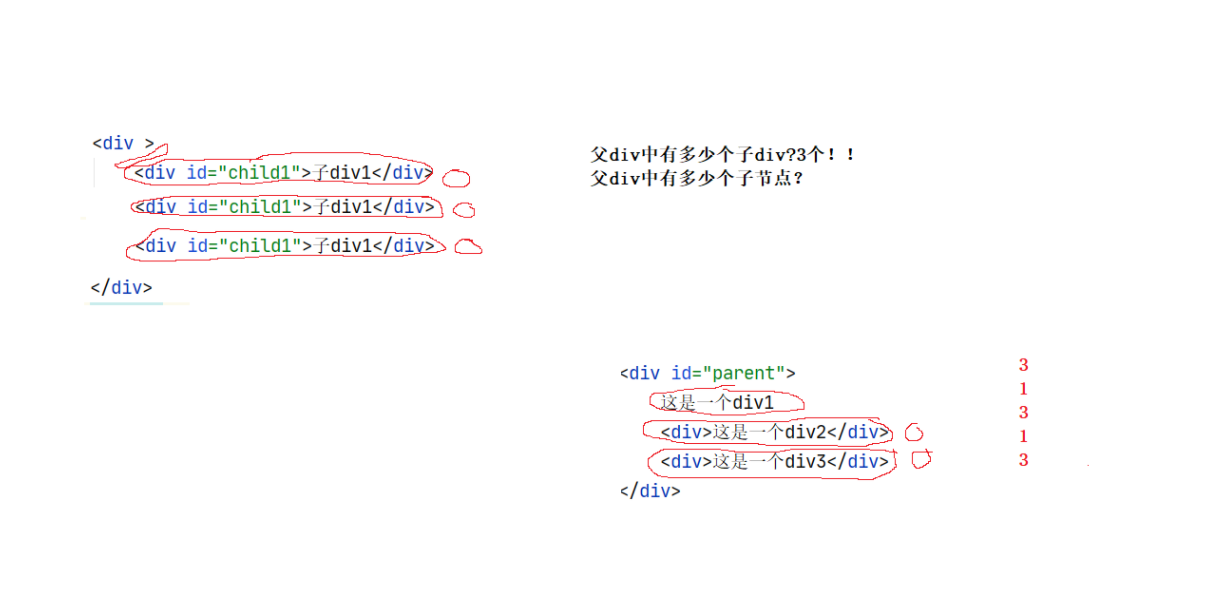 <div >
<div id="child1">子div1</div>
<div id="child1">子div1</div>
<div id="child1">子div1</div>
</div>
父div中有多少个子div?3个！！
父div中有多少个子节点？
<div id="parent">
这是一个div1
<div>这是一个div2</div>
<div>这是一个div3</div>
</div>
3
1
3
1
3